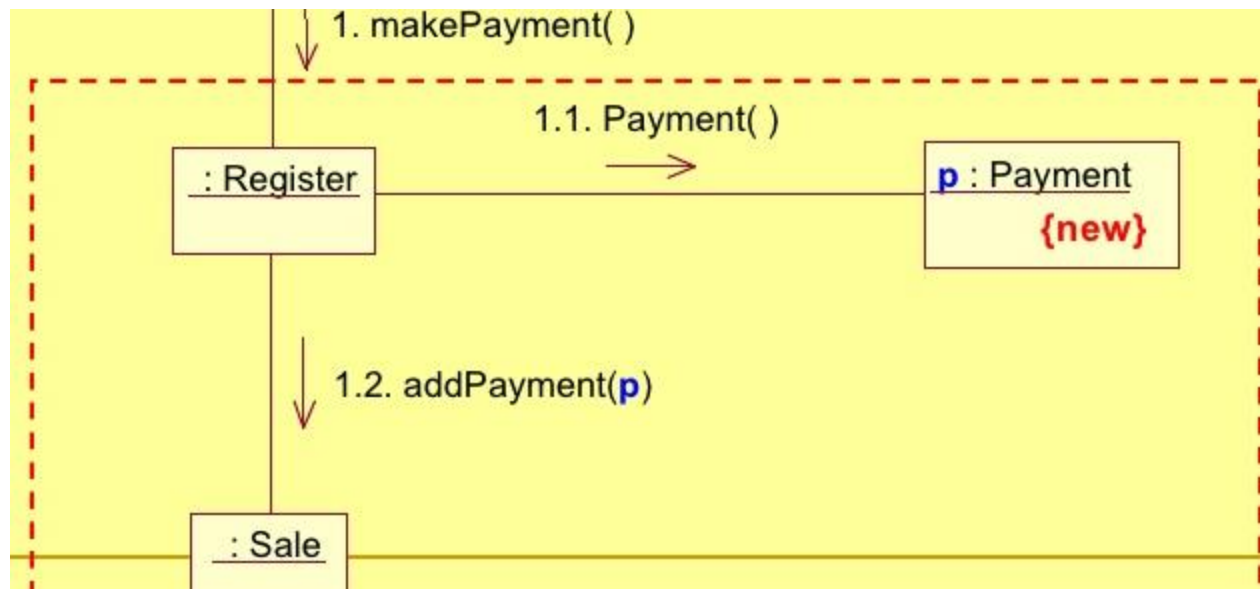 1. makePayment( )
1.1. Payment( )
: Register
p : Payment
{new}
1.2. addPayment(p)
: Sale